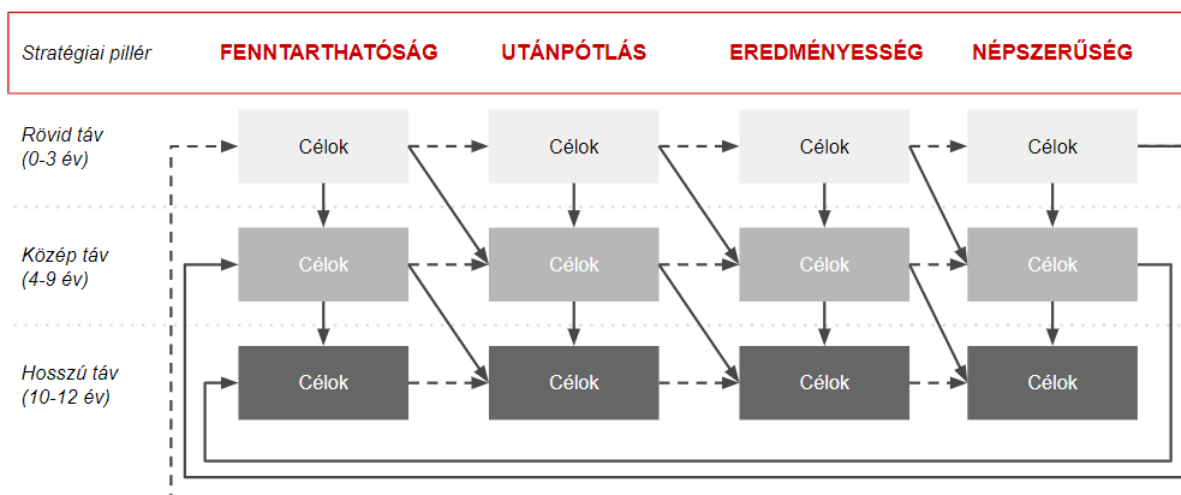 Stratégiai pillér FENNTARTHATÓSÁG UTÁNPÓTLÁS EREDMÉNYESSÉG NÉPSZERŰSÉG
Rövid táv
(0-3 év)
Célok Célok Célok Célok
Közép táv
(4-9 év)
Célok Célok Célok Célok
Hosszú táv
(10-12 év)
Célok Célok Célok Célok